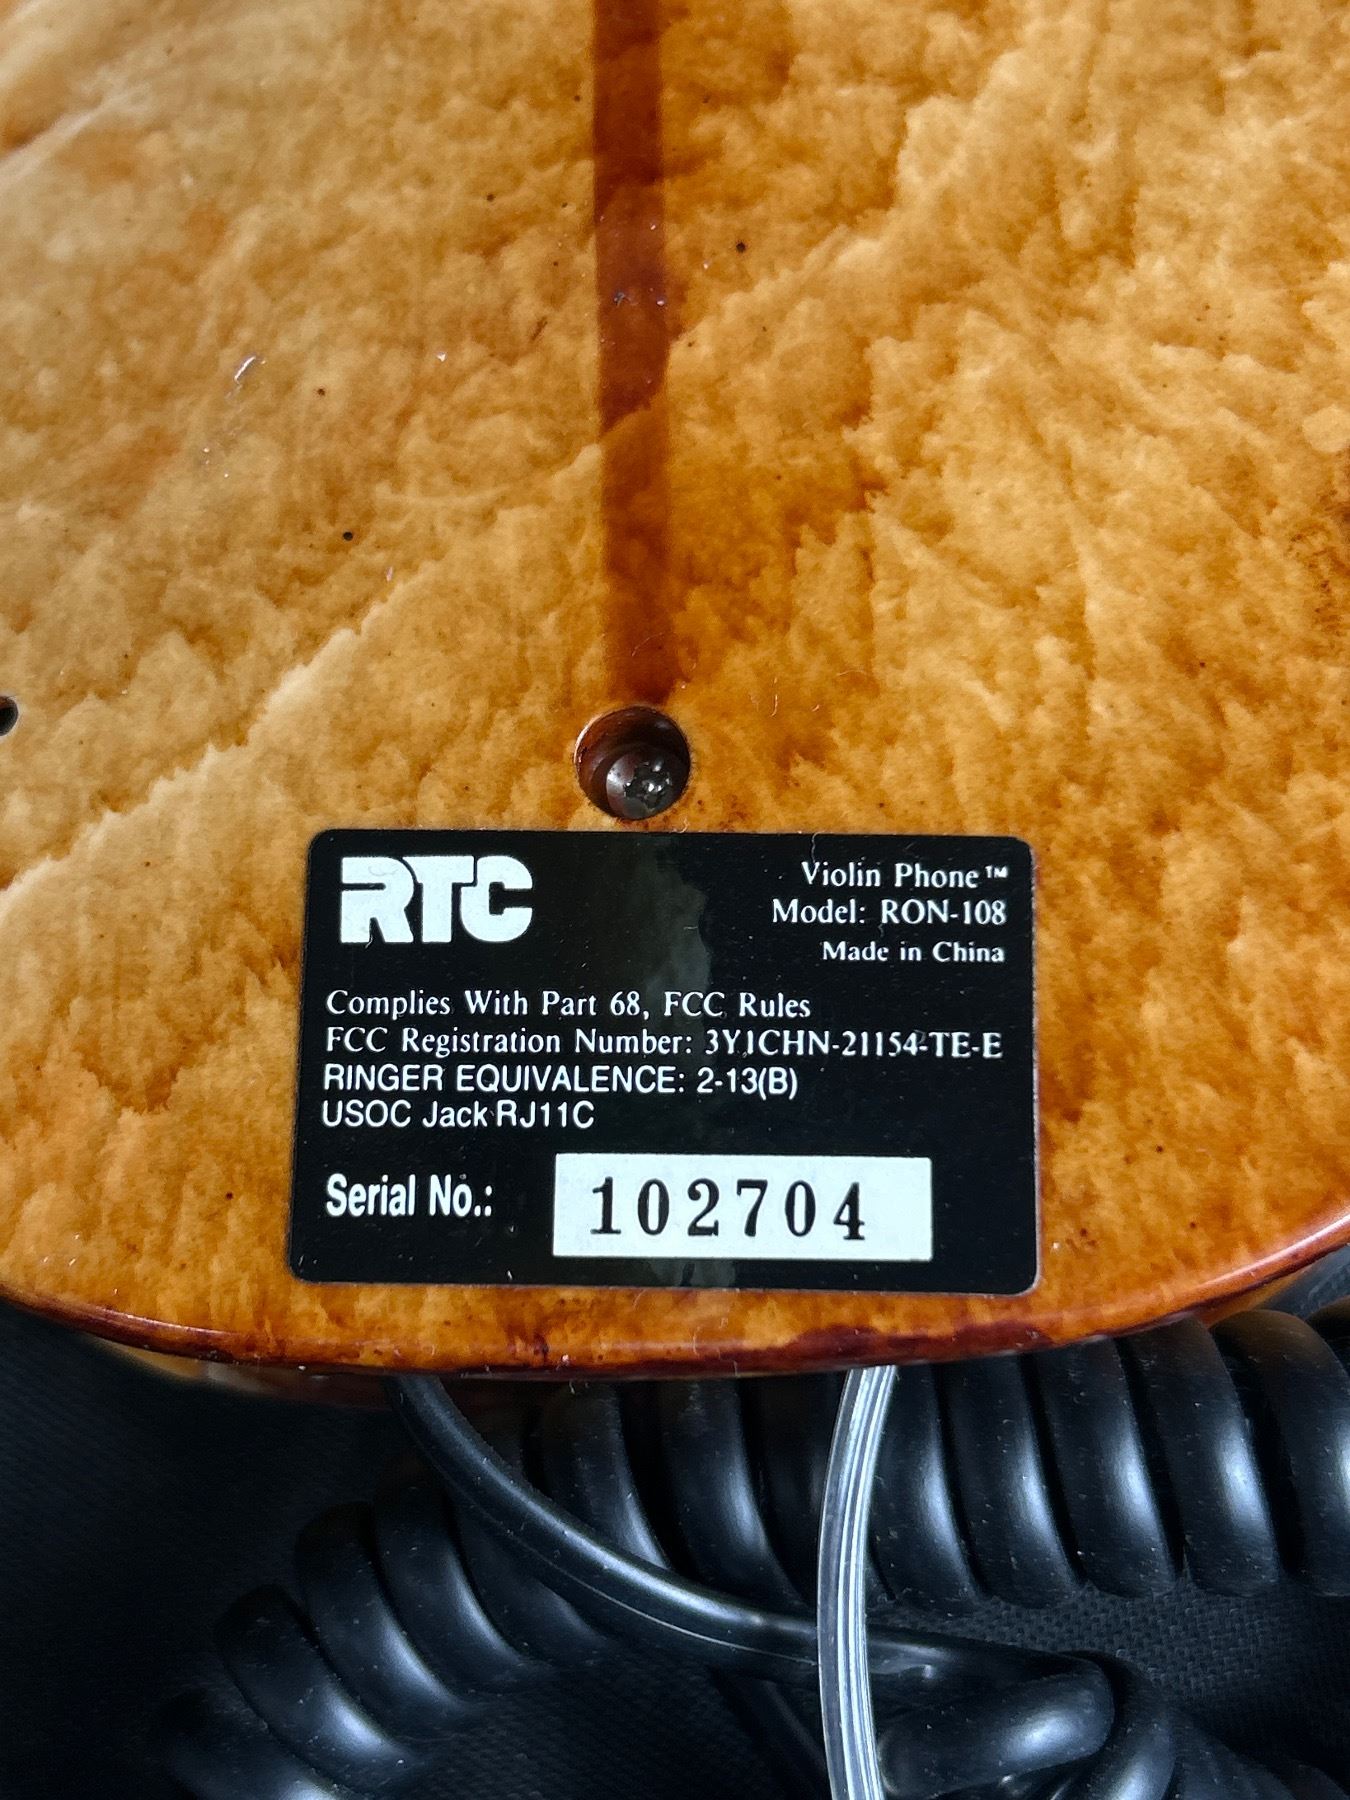 RTC
Violin Phone™
Model: RON-108
Made in China
Complies With Part 68, FCC Rules
FCC Registration Number: 3Y1CHN-21154-TE-E
RINGER EQUIVALENCE: 2-13(B)
USOC Jack RJ11C
Serial No.: 102704